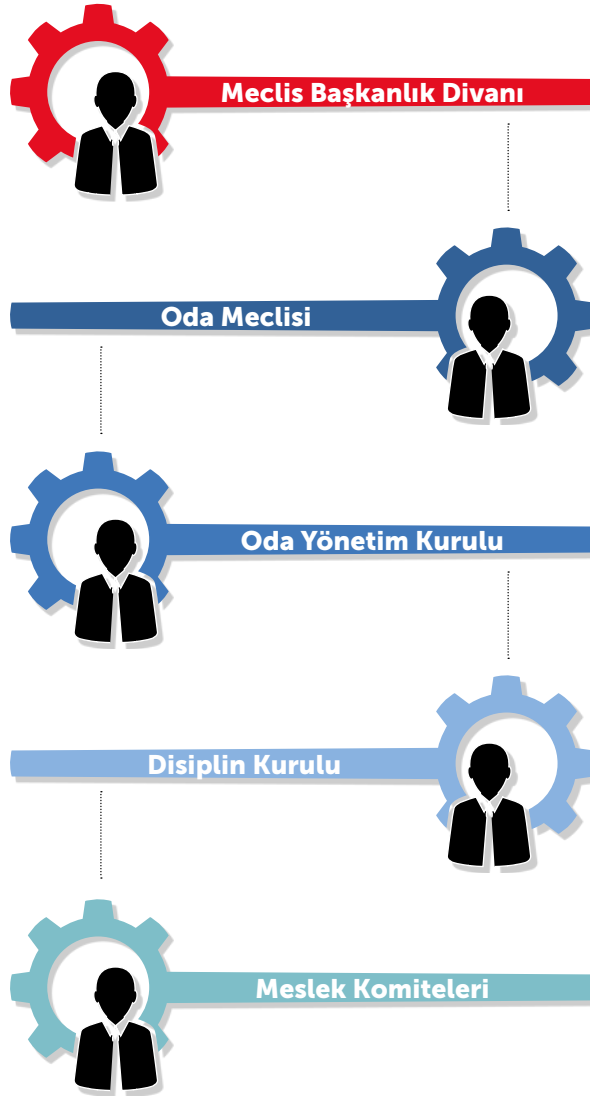 Meclis Başkanlık Divanı
Oda Meclisi
Oda Yönetim Kurulu
Disiplin Kurulu
Meslek Komiteleri